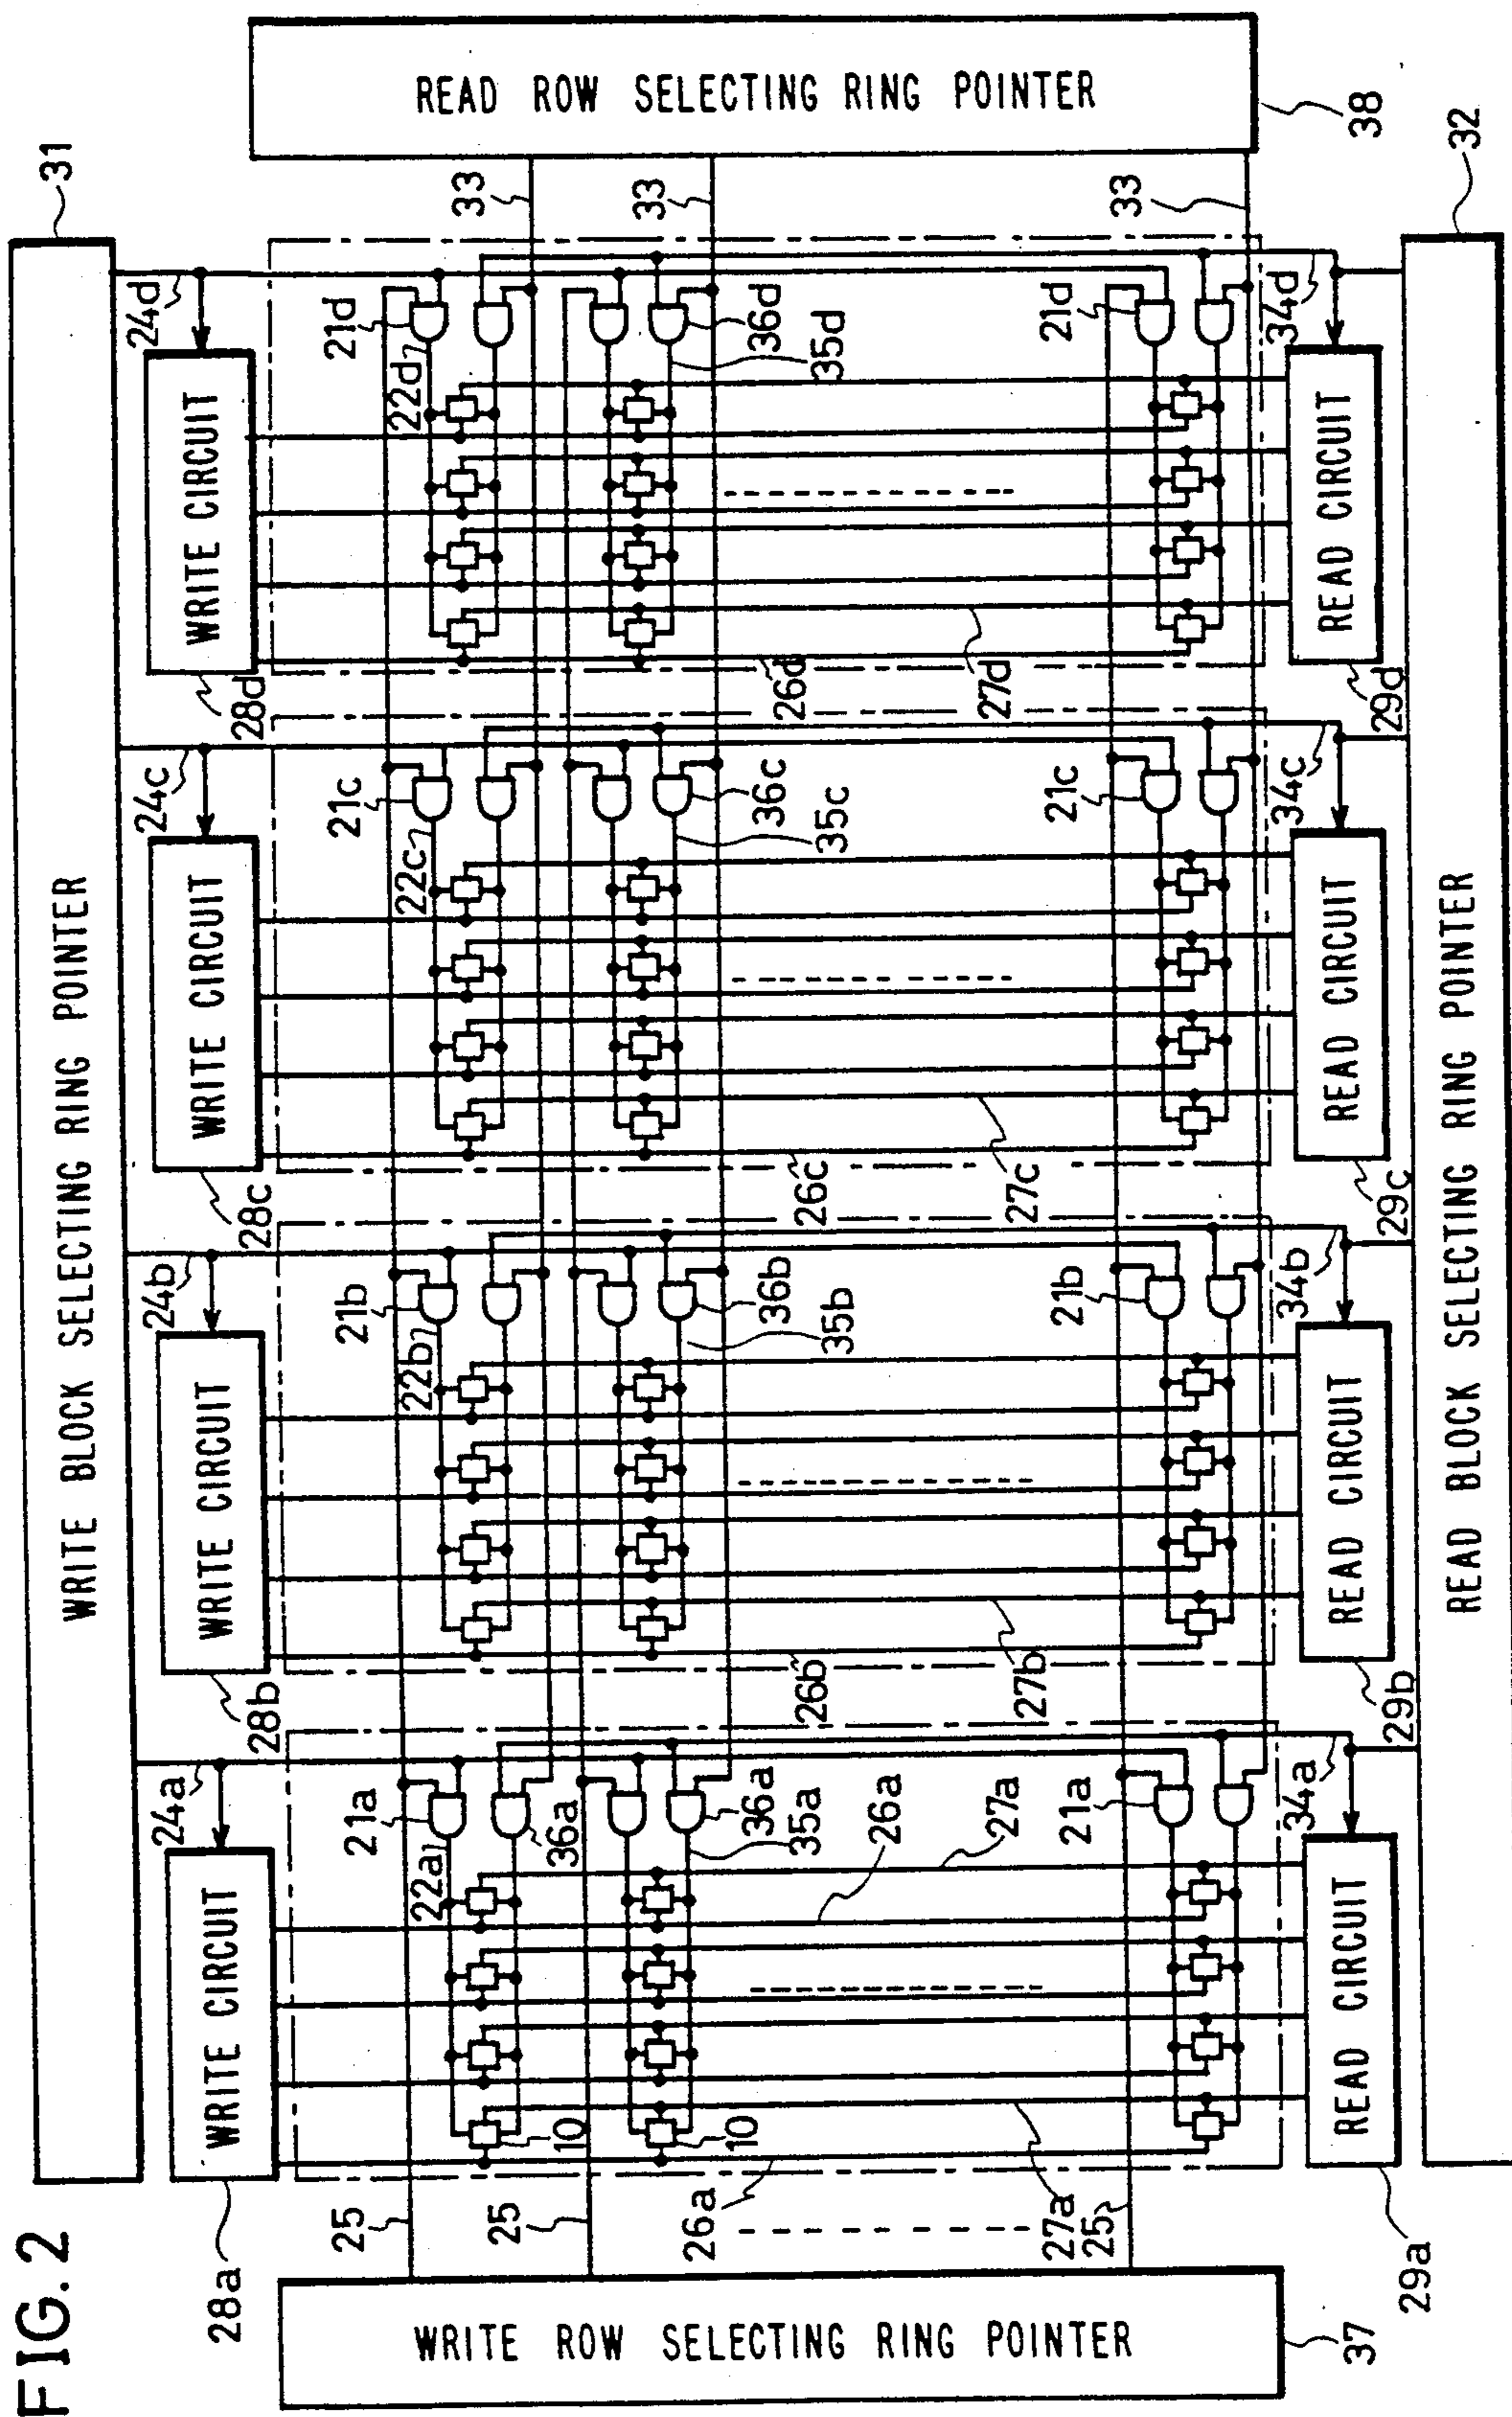 FIG. 2
WRITE BLOCK SELECTING RING POINTER
31
28a
WRITE CIRCUIT
24a
28b
WRITE CIRCUIT
24b
28c
WRITE CIRCUIT
24c
28d
WRITE CIRCUIT
24d
25
21a
21b
21c
21d
22a
22b
22c
22d
33
10
36a
25
10
36a
36b
36c
36d
33
35a
35b
35c
35d
26a
26a
26b
26c
26d
27a
27a
27b
27c
27d
25
21a
21b
21c
21d
33
34a
34b
34c
34d
WRITE ROW SELECTING RING POINTER
37
READ ROW SELECTING RING POINTER
38
29a
READ CIRCUIT
29b
READ CIRCUIT
29c
READ CIRCUIT
29d
READ CIRCUIT
READ BLOCK SELECTING RING POINTER
32